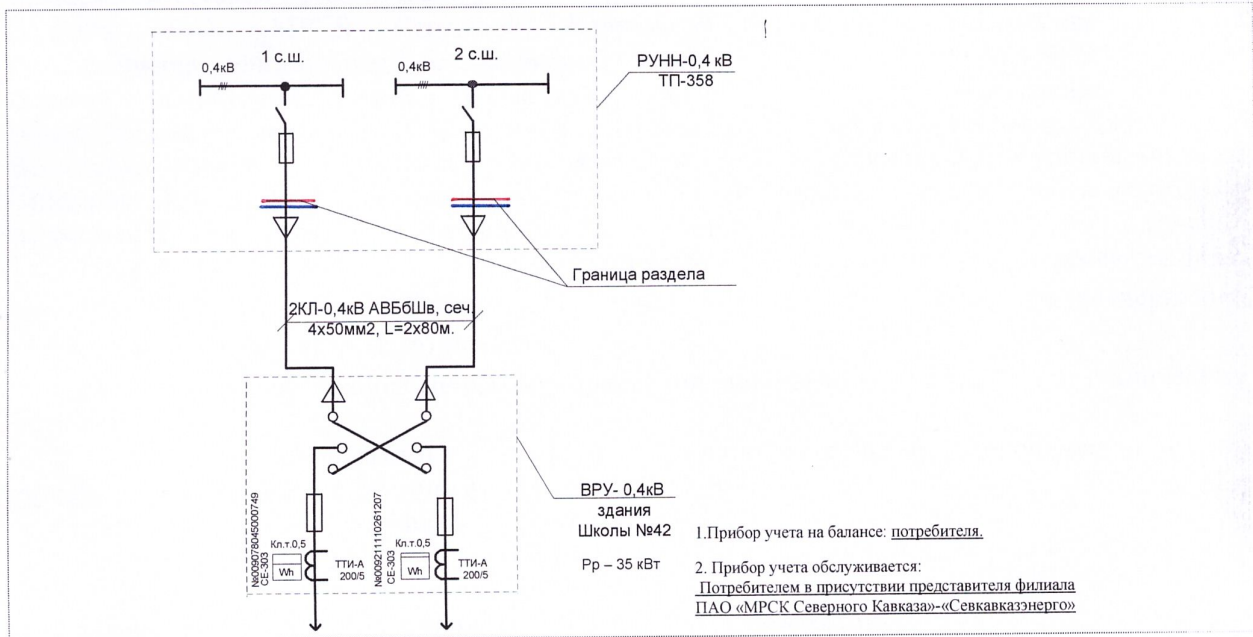 1 с.ш.
2 с.ш.
0,4кВ
0,4кВ
РУНН-0,4 кВ
ТП-358
Граница раздела
2КЛ-0,4кВ АВБбШв, сеч.
4х50мм2, L=2х80м.
ВРУ- 0,4кВ
здания
Школы №42
Рр – 35 кВт
№009078045000749
СЕ-303
Кл.т.0,5
Wh
ТТИ-А
200/5
№009211110261207
СЕ-303
Кл.т.0,5
Wh
ТТИ-А
200/5
1.Прибор учета на балансе: потребителя.
2. Прибор учета обслуживается:
Потребителем в присутствии представителя филиала
ПАО «МРСК Северного Кавказа»-«Севкавказэнерго»